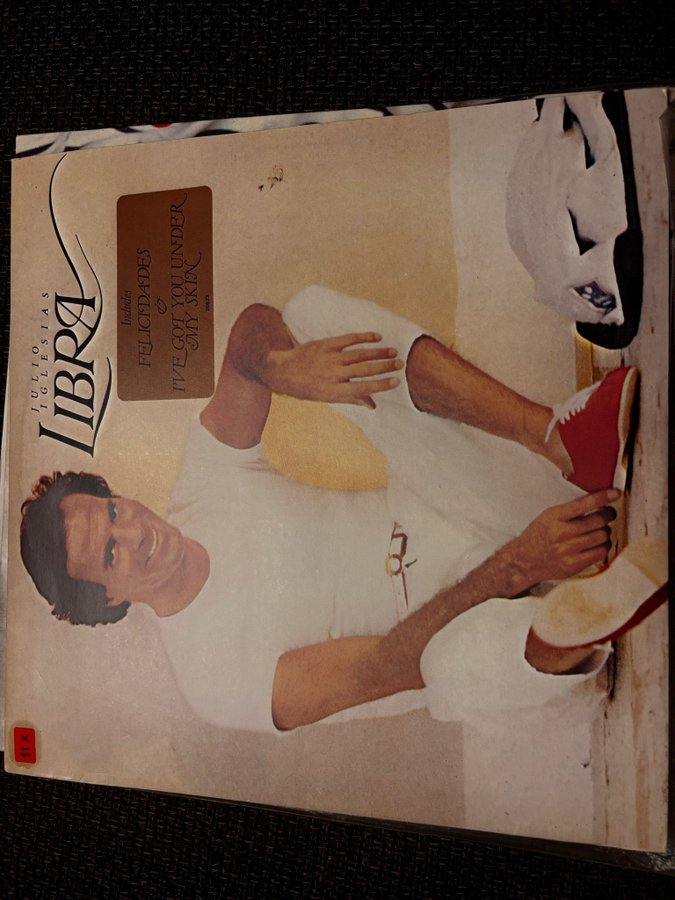 JULIO
IGLESIAS
LIBRA
Includes
FELICIDADES
&
I'VE GOT YOU UNDER
MY SKIN